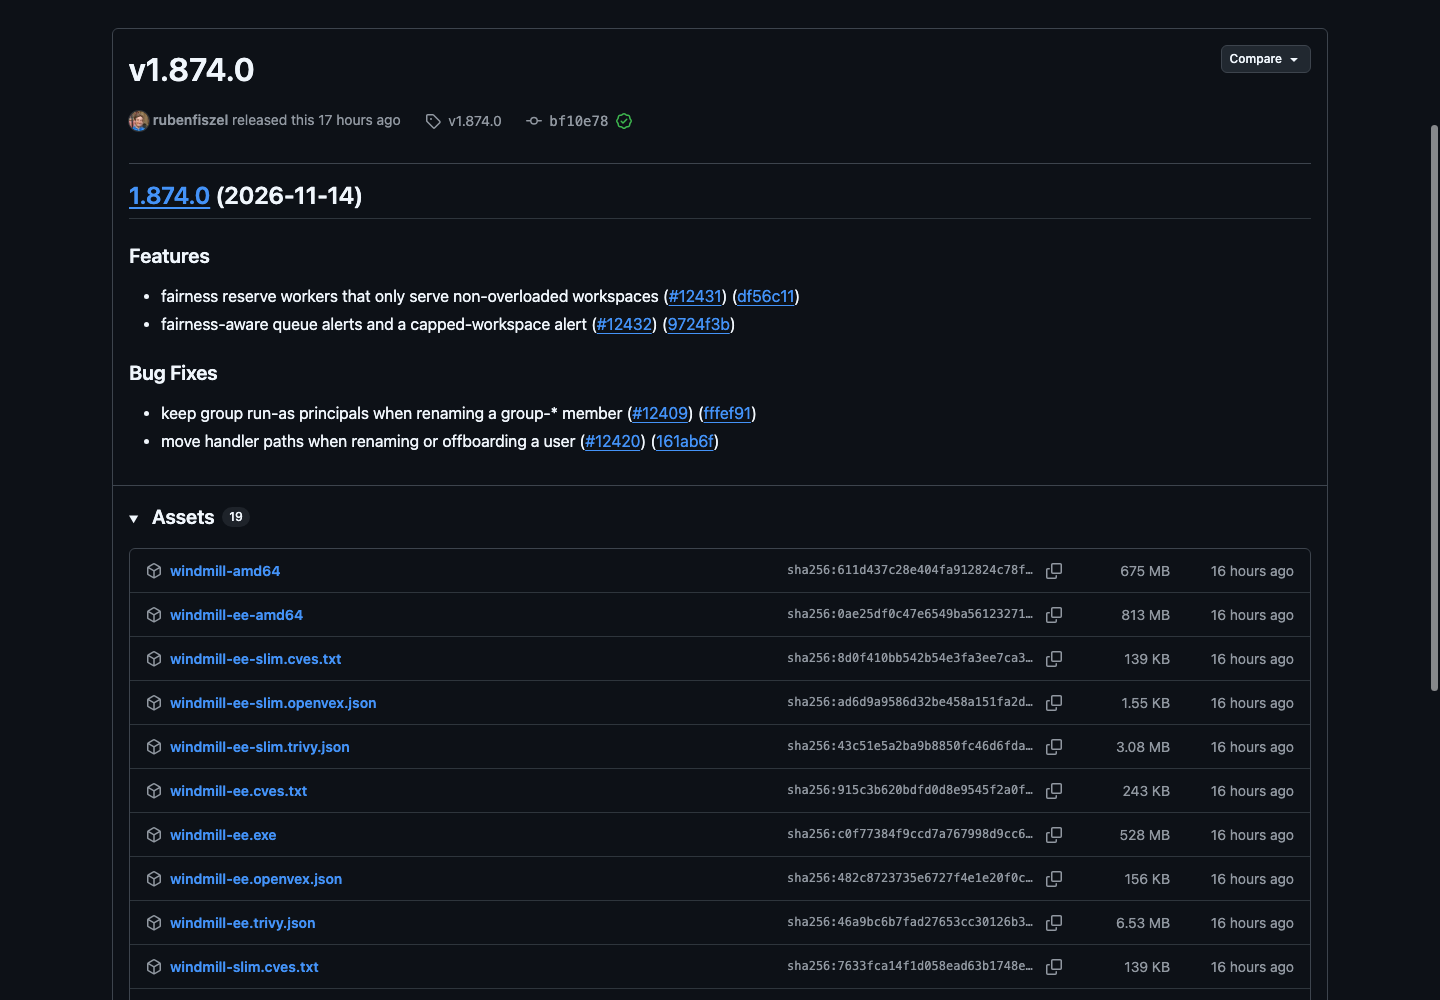 v1.874.0
Compare
rubenfiszel released this 17 hours ago v1.874.0 bf10e78
1.874.0 (2026-11-14)
Features
• fairness reserve workers that only serve non-overloaded workspaces (#12431) (df56c11)
• fairness-aware queue alerts and a capped-workspace alert (#12432) (9724f3b)
Bug Fixes
• keep group run-as principals when renaming a group-* member (#12409) (fffef91)
• move handler paths when renaming or offboarding a user (#12420) (161ab6f)
Assets 19
windmill-amd64 sha256:611d437c28e404fa912824c78f… 675 MB 16 hours ago
windmill-ee-amd64 sha256:0ae25df0c47e6549ba56123271… 813 MB 16 hours ago
windmill-ee-slim.cves.txt sha256:8d0f410bb542b54e3fa3ee7ca3… 139 KB 16 hours ago
windmill-ee-slim.openvex.json sha256:ad6d9a9586d32be458a151fa2d… 1.55 KB 16 hours ago
windmill-ee-slim.trivy.json sha256:43c51e5a2ba9b8850fc46d6fda… 3.08 MB 16 hours ago
windmill-ee.cves.txt sha256:915c3b620bdfd0d8e9545f2a0f… 243 KB 16 hours ago
windmill-ee.exe sha256:c0f77384f9ccd7a767998d9cc6… 528 MB 16 hours ago
windmill-ee.openvex.json sha256:482c8723735e6727f4e1e20f0c… 156 KB 16 hours ago
windmill-ee.trivy.json sha256:46a9bc6b7fad27653cc30126b3… 6.53 MB 16 hours ago
windmill-slim.cves.txt sha256:7633fca14f1d058ead63b1748e… 139 KB 16 hours ago